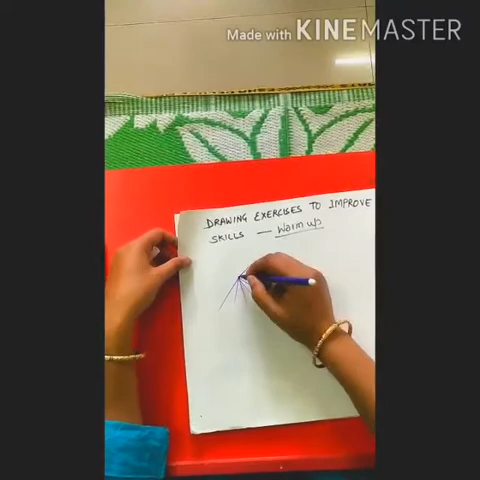 Made with KINEMASTER
DRAWING EXERCISES TO IMPROVE
SKILLS — Warm up